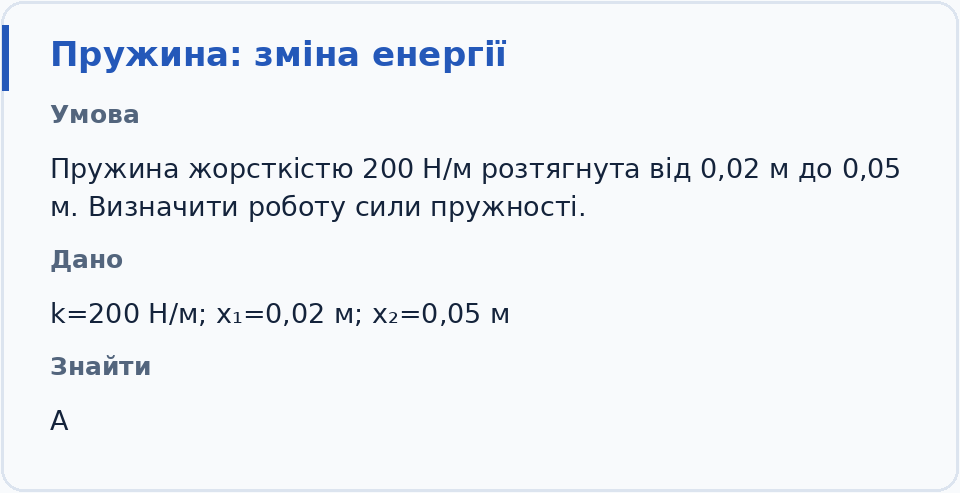 Пружина: зміна енергії
Умова
Пружина жорсткістю 200 Н/м розтягнута від 0,02 м до 0,05
м. Визначити роботу сили пружності.
Дано
k=200 Н/м; x₁=0,02 м; x₂=0,05 м
Знайти
A